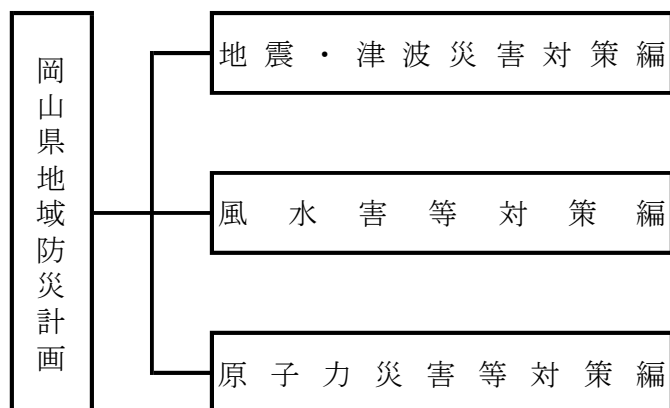 岡山県地域防災計画
地震・津波災害対策編
風水害等対策編
原子力災害等対策編